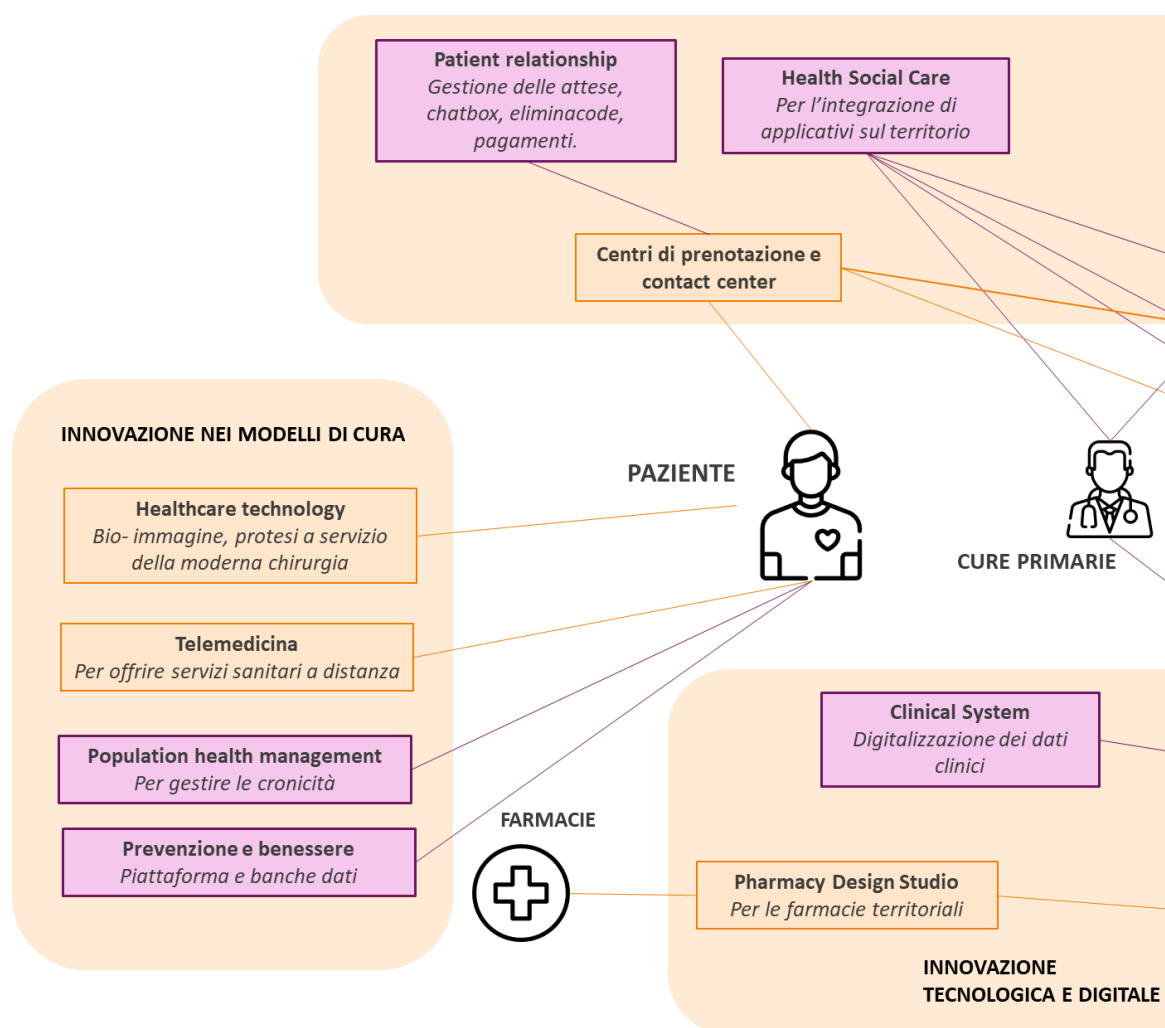 Patient relationship
Gestione delle attese,
chatbox, eliminacode,
pagamenti.
Health Social Care
Per l’integrazione di
applicativi sul territorio
Centri di prenotazione e
contact center
INNOVAZIONE NEI MODELLI DI CURA
Healthcare technology
Bio- immagine, protesi a servizio
della moderna chirurgia
Telemedicina
Per offrire servizi sanitari a distanza
Population health management
Per gestire le cronicità
Prevenzione e benessere
Piattaforma e banche dati
PAZIENTE
CURE PRIMARIE
Clinical System
Digitalizzazione dei dati
clinici
FARMACIE
Pharmacy Design Studio
Per le farmacie territoriali
INNOVAZIONE
TECNOLOGICA E DIGITALE